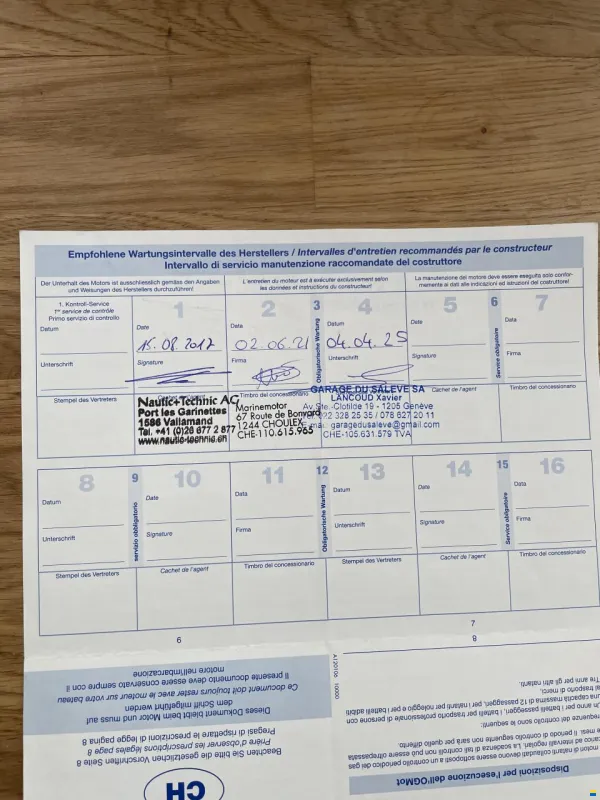 Empfohlene Wartungsintervalle des Herstellers / Intervalles d'entretien recommandés par le constructeur
Intervallo di servicio manutenzione raccomandate del costruttore
Der Unterhalt des Motors ist ausschliesslich gemäss den Angaben
und Weisungen des Herstellers durchzuführen!
L'entretien du moteur est à exécuter exclusivement selon
les données et instructions du constructeur!
La manutenzione del motore deve essere eseguita solo confor-
memente ai dati alle indicazioni ed istruzioni del costruttore!
1. Kontroll-Service
1er service de contrôle
Primo servizio di controllo
Datum
Unterschrift
Stempel des Vertreters
1
Date
15.08.2017
Signature
Nautic+Technic AG
Port les Garinettes
1586 Vallamand
Tel. +41 (0)26 677 2 877
www.nautic-technic.ch
2
Data
02.06.21
Firma
Timbro del concessionario
Marinemotor
67 Route de Bonvard
1244 CHOULEX
CHE-110.615.965
3
Obligatorische Wartung
4
Datum
04.04.25
Unterschrift
GARAGE DU SALEVE SA
LANCOUD Xavier
Av. Ste.-Clotilde 19 - 1205 Genève
022 328 25 35 / 078 627 20 11
garagedusaleve@gmail.com
CHE-105.631.579 TVA
5
Date
Signature
Cachet de l'agent
6
Service obligatoire
7
Data
Firma
Timbro del concessionario
8
Datum
Unterschrift
Stempel des Vertreters
9
servizio obbligatorio
10
Date
Signature
Cachet de l'agent
11
Data
Firma
Timbro del concessionario
12
Obligatorische Wartung
13
Datum
Unterschrift
Stempel des Vertreters
14
Date
Signature
Cachet de l'agent
15
Service obligatoire
16
Data
Firma
Timbro del concessionario
6
7
8
CH
Beachten Sie bitte die gesetzlichen Vorschriften Seite 8
Prière d'observer les prescriptions légales page 8
Pregasi di rispettare le prescrizioni di legge pagina 8
Dieses Dokument bleibt beim Motor und muss auf
dem Schiff mitgeführt werden
Ce document doit toujours rester avec le moteur sur votre bateau
Il presente documento deve essere conservato sempre con il
motore nell'imbarcazione
Disposizioni dell'esecuzione per l'OGMot